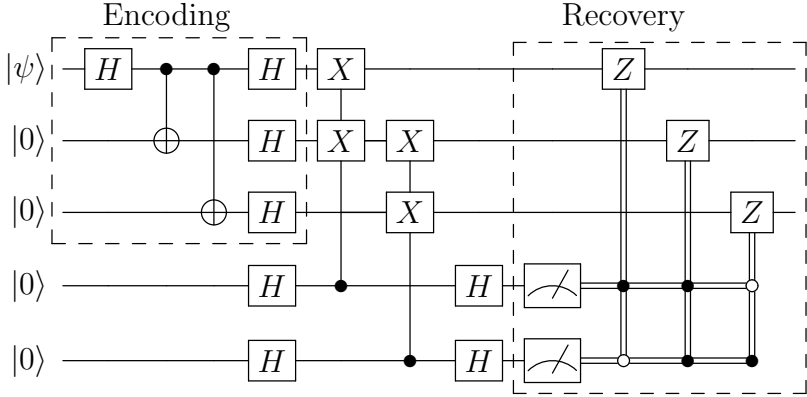 Encoding Recovery
|ψ⟩ H H X Z
|0⟩ H X X Z
|0⟩ H X Z
|0⟩ H H
|0⟩ H H